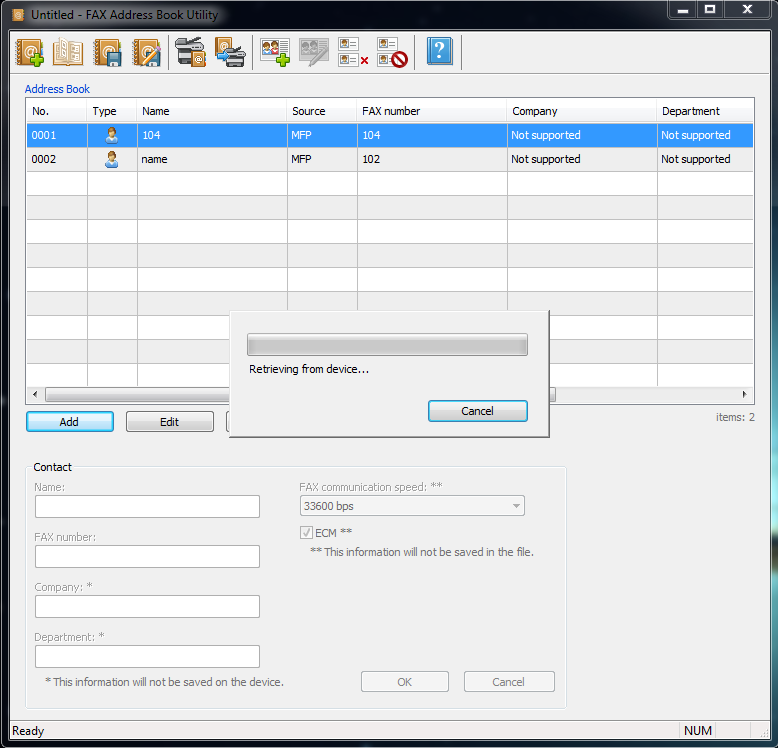 Untitled - FAX Address Book Utility
Address Book
No. Type Name Source FAX number Company Department
0001 104 MFP 104 Not supported Not supported
0002 name MFP 102 Not supported Not supported
Retrieving from device...
Cancel
Add Edit
items: 2
Contact
Name:
FAX communication speed: **
33600 bps
ECM **
** This information will not be saved in the file.
FAX number:
Company: *
Department: *
* This information will not be saved on the device.
OK Cancel
Ready NUM